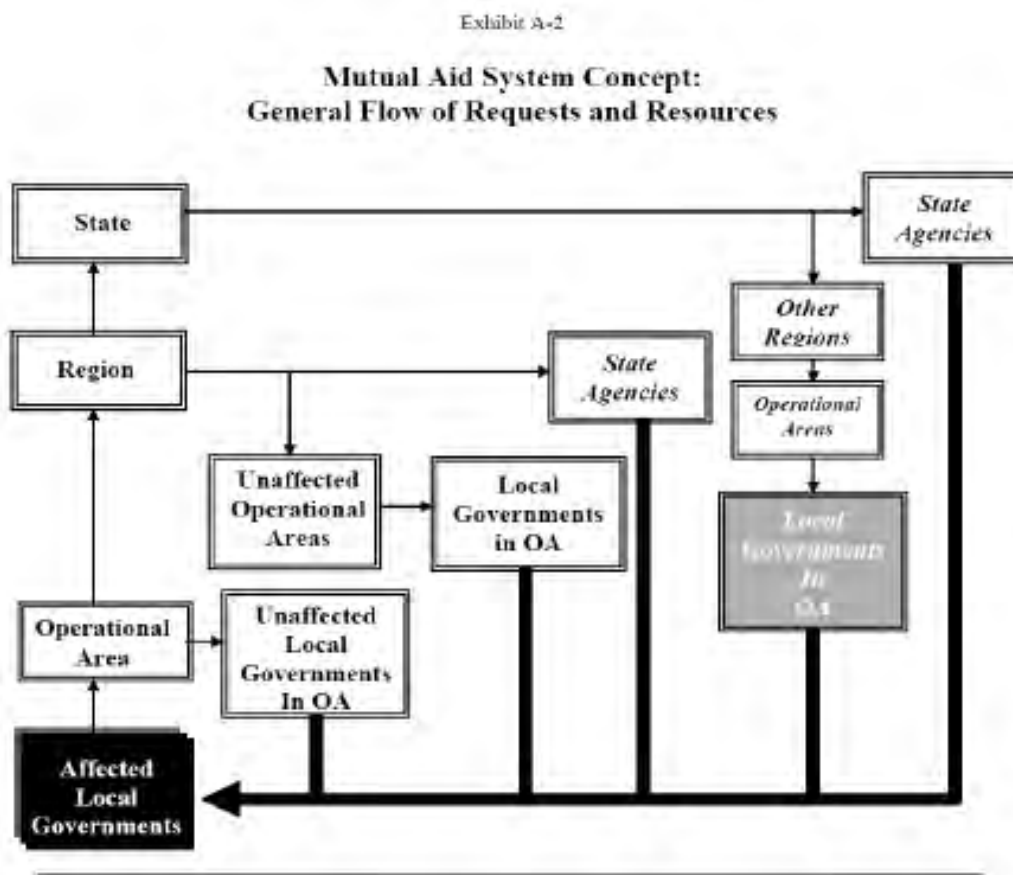 Exhibit A-2
Mutual Aid System Concept:
General Flow of Requests and Resources
State
State
Agencies
Other
Regions
Region
State
Agencies
Operational
Areas
Unaffected
Operational
Areas
Local
Governments
in OA
Local
Governments
In
OA
Operational
Area
Unaffected
Local
Governments
In OA
Affected
Local
Governments